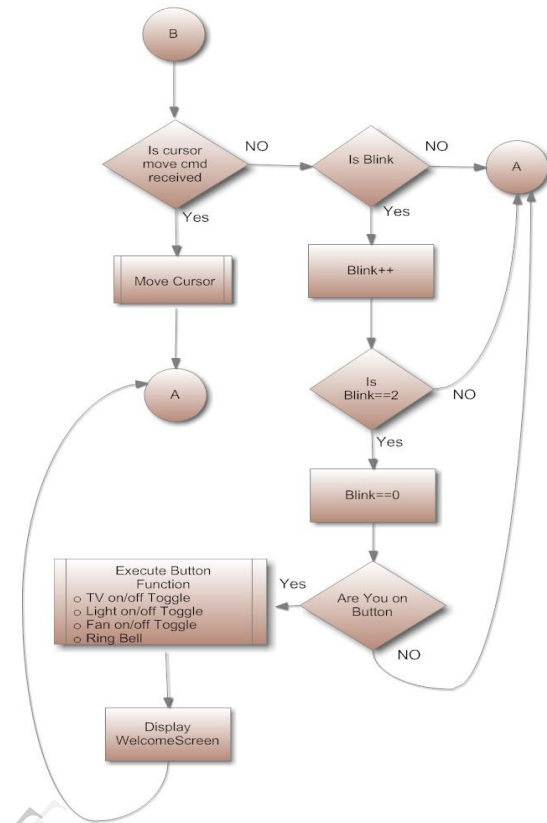 B
Is cursor
move cmd
received
NO
Is Blink
NO
A
Yes
Yes
Move Cursor
Blink++
A
Is
Blink==2
NO
Yes
Blink==0
Execute Button
Function
o TV on/off Toggle
o Light on/off Toggle
o Fan on/off Toggle
o Ring Bell
Yes
Are You on
Button
NO
Display
WelcomeScreen